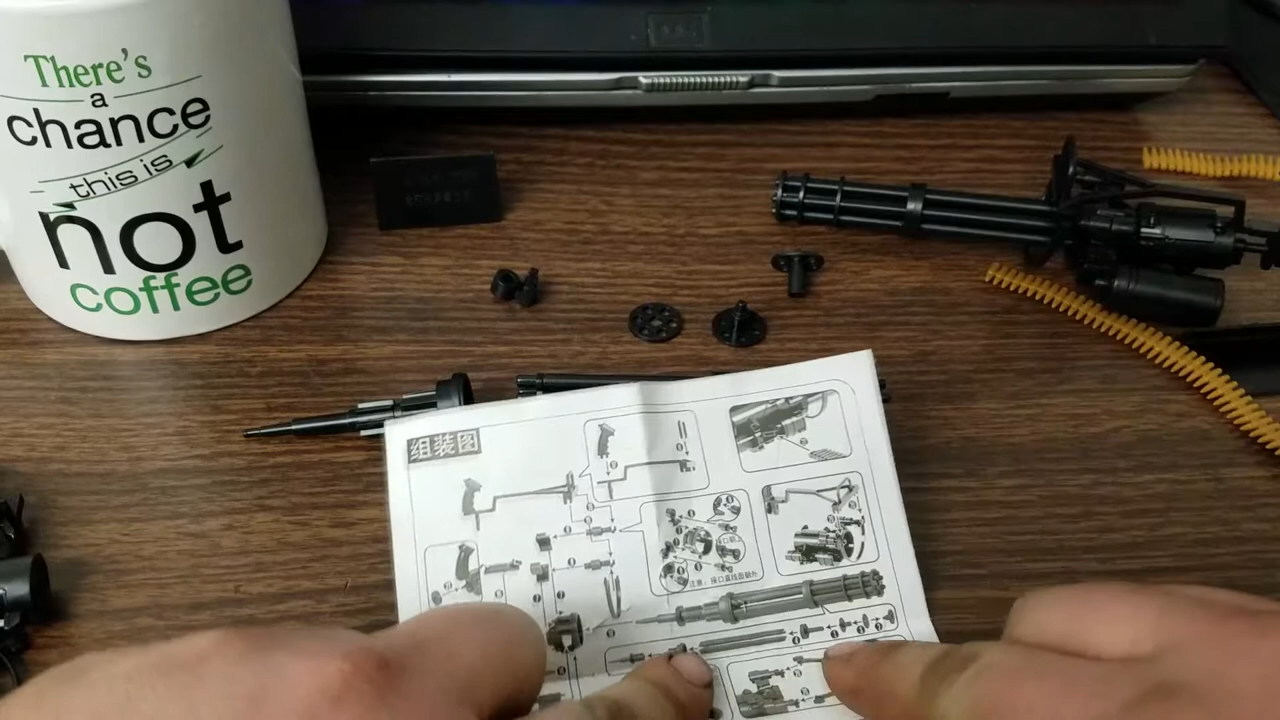 There's
a
chance
this is
not
coffee
组装图